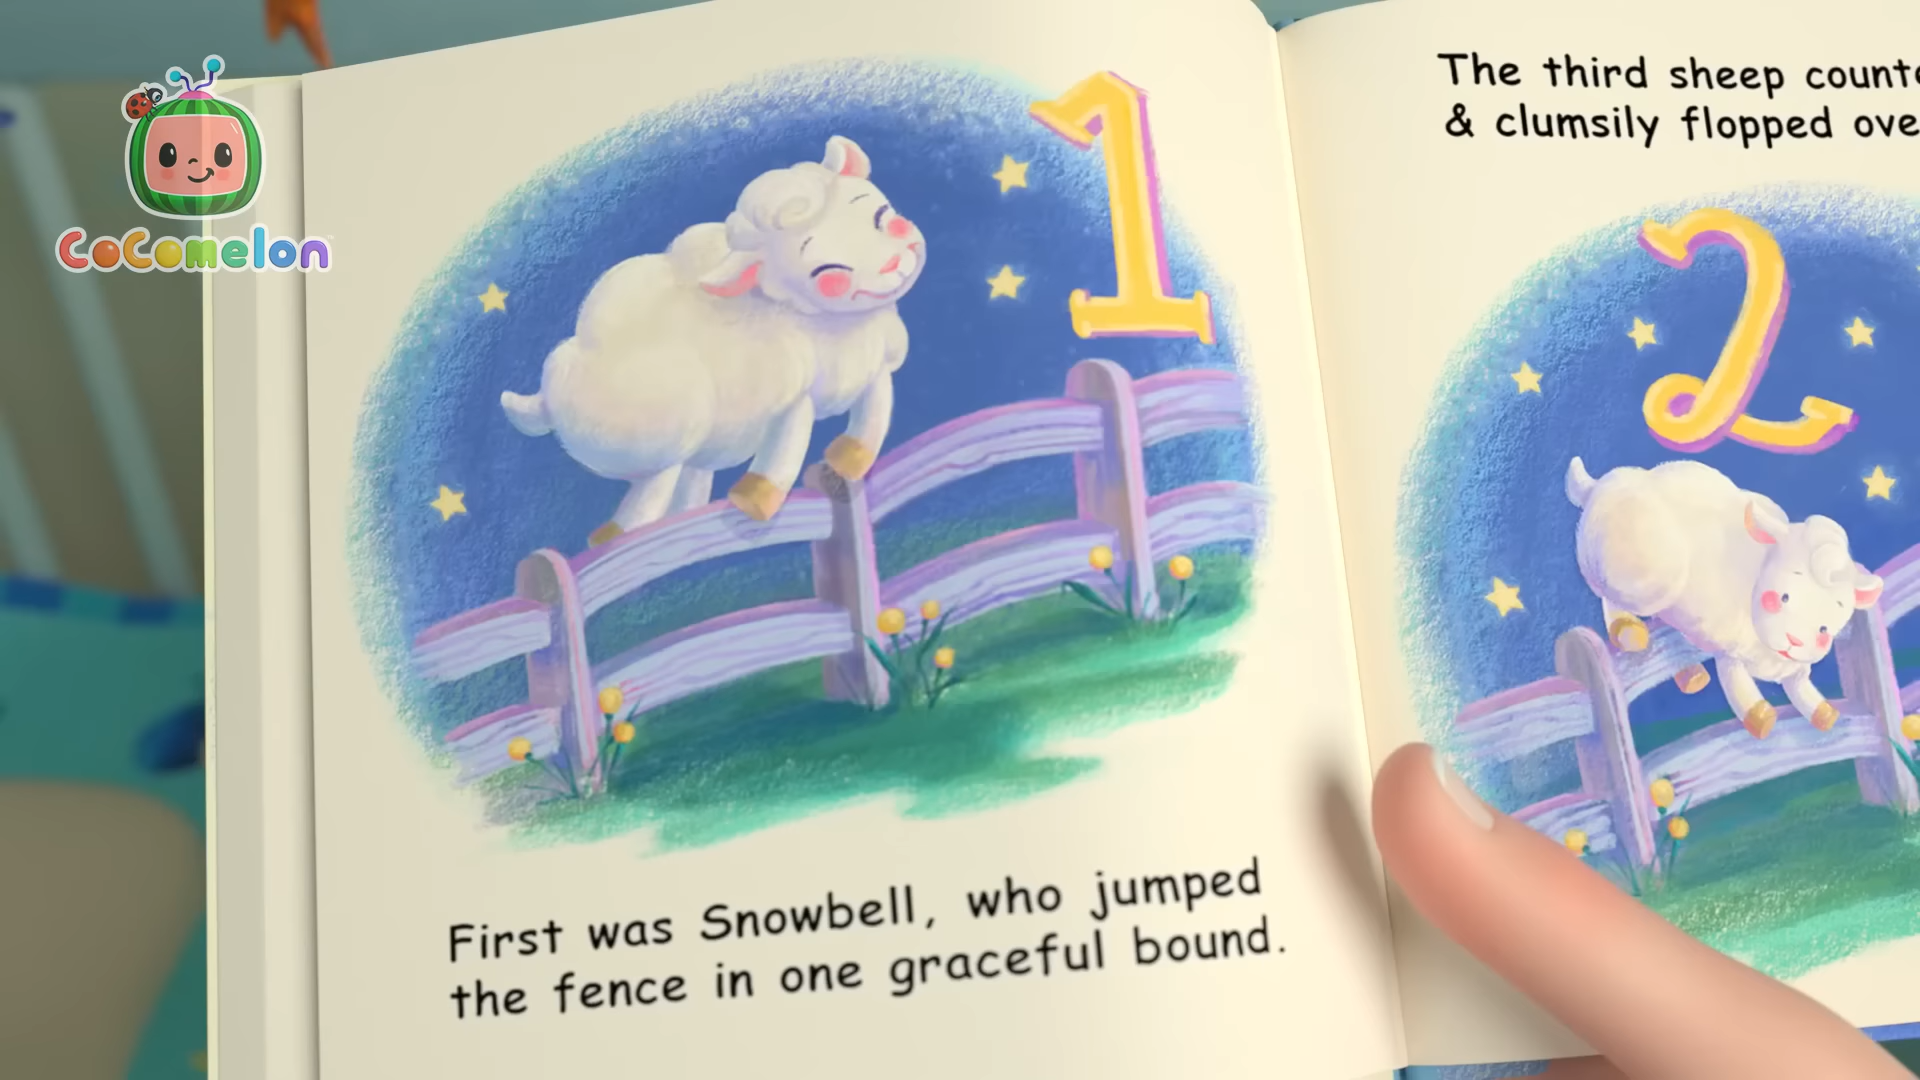 CoComelon
1
First was Snowbell, who jumped
the fence in one graceful bound.
The third sheep
& clumsily flopped
2